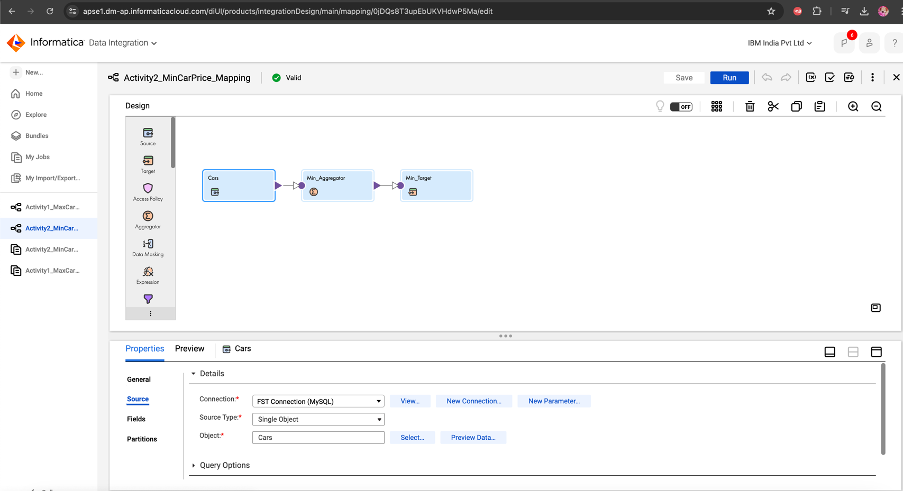 apse1.dm-ap.informaticacloud.com/diUI/products/integrationDesign/main/mapping/0jDQs8T3upEbUKVHdwP5Ma/edit
Informatica Data Integration
IBM India Pvt Ltd
6
?
New...
Home
Explore
Bundles
My Jobs
My Import/Export...
Activity1_MaxCar...
Activity2_MinCar...
Activity2_MinCar...
Activity1_MaxCar...
Activity2_MinCarPrice_Mapping
Valid
Save
Run
Design
OFF
Source
Target
Access Policy
Aggregator
Data Masking
Expression
Cars
Min_Aggregator
Min_Target
Properties
Preview
Cars
General
Source
Fields
Partitions
Details
Connection:*
FST Connection (MySQL)
View...
New Connection...
New Parameter...
Source Type:*
Single Object
Object:*
Cars
Select...
Preview Data...
Query Options